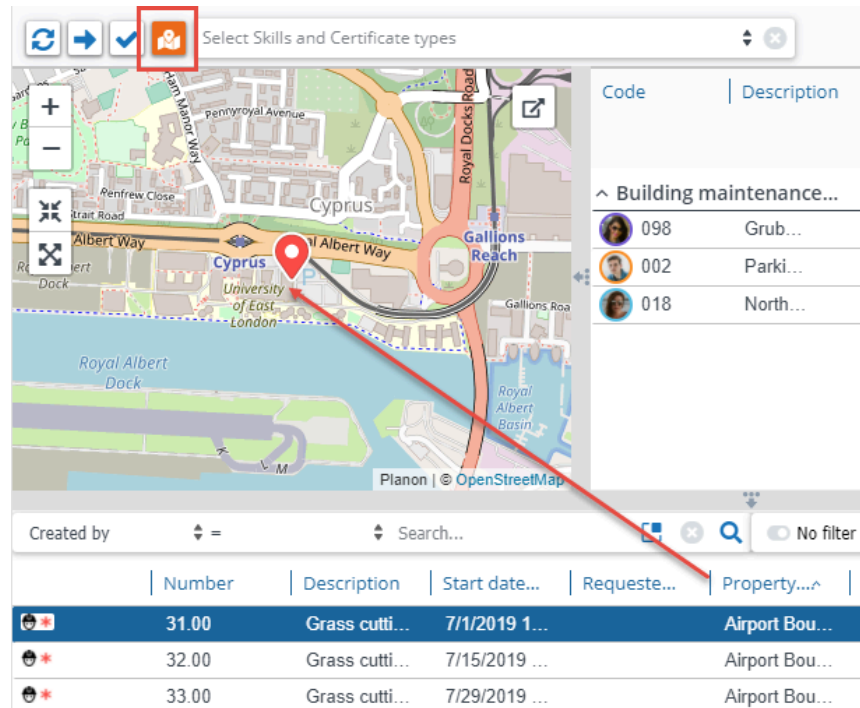 Select Skills and Certificate types
Ham Manor Way
Pennyroyal Avenue
Royal Docks Road
Renfrew Close
Strait Road
Cyprus
Albert Way
al Albert Way
Gallions
Reach
Cyprus
Dock
University
of East
London
Gallions Roa
Royal Albert
Dock
Royal
Albert
Basin
K
L
M
Planon | © OpenStreetMap
Code
Description
^ Building maintenance...
098 Grub...
002 Parki...
018 North...
Created by = Search... No filter
Number Description Start date... Requeste... Property....^
31.00 Grass cutti... 7/1/2019 1... Airport Bou...
32.00 Grass cutti... 7/15/2019 ... Airport Bou...
33.00 Grass cutti... 7/29/2019 ... Airport Bou...